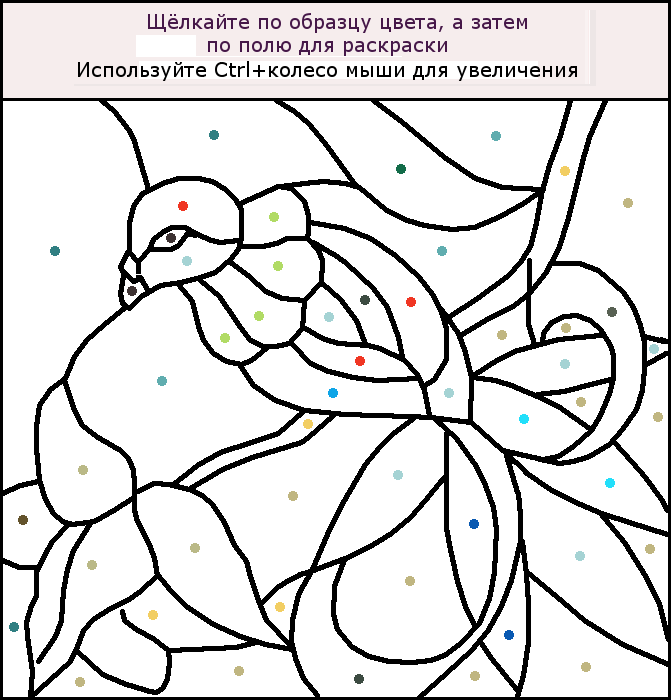 Щёлкайте по образцу цвета, а затем
по полю для раскраски
Используйте Ctrl+колесо мыши для увеличения